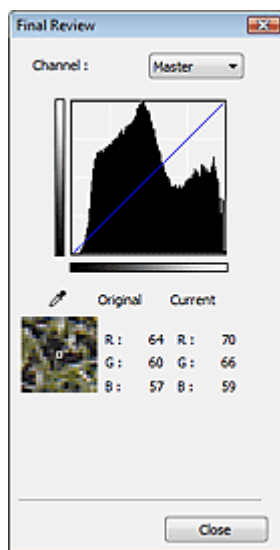 Final Review
Channel : Master
Original Current
R : 64 R : 70
G : 60 G : 66
B : 57 B : 59
Close